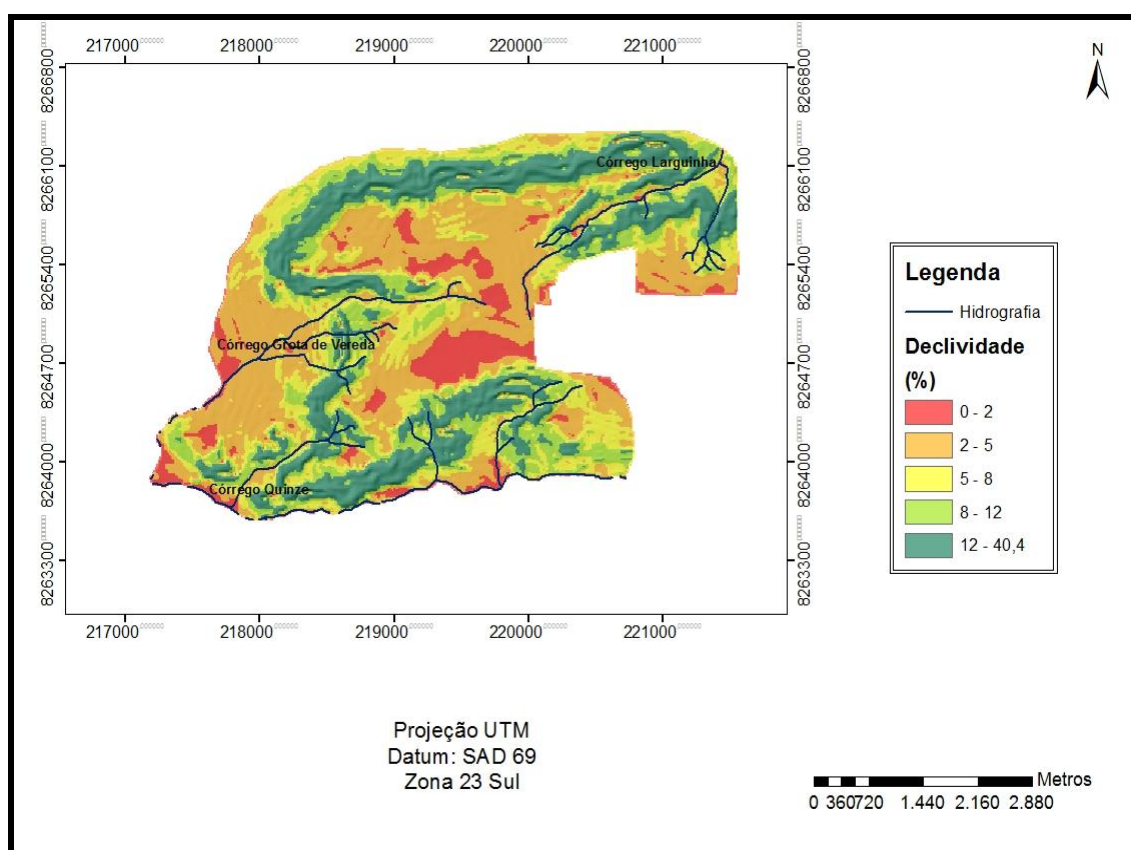 217000 218000 219000 220000 221000
N
8266800
8266100
8265400
8264700
8264000
8263300
8266800
8266100
8265400
8264700
8264000
8263300
Córrego Larguinha
Córrego Grota de Vereda
Córrego Quinze
217000 218000 219000 220000 221000
Legenda
Hidrografia
Declividade
(%)
0 - 2
2 - 5
5 - 8
8 - 12
12 - 40,4
Projeção UTM
Datum: SAD 69
Zona 23 Sul
Metros
0 360720 1.440 2.160 2.880